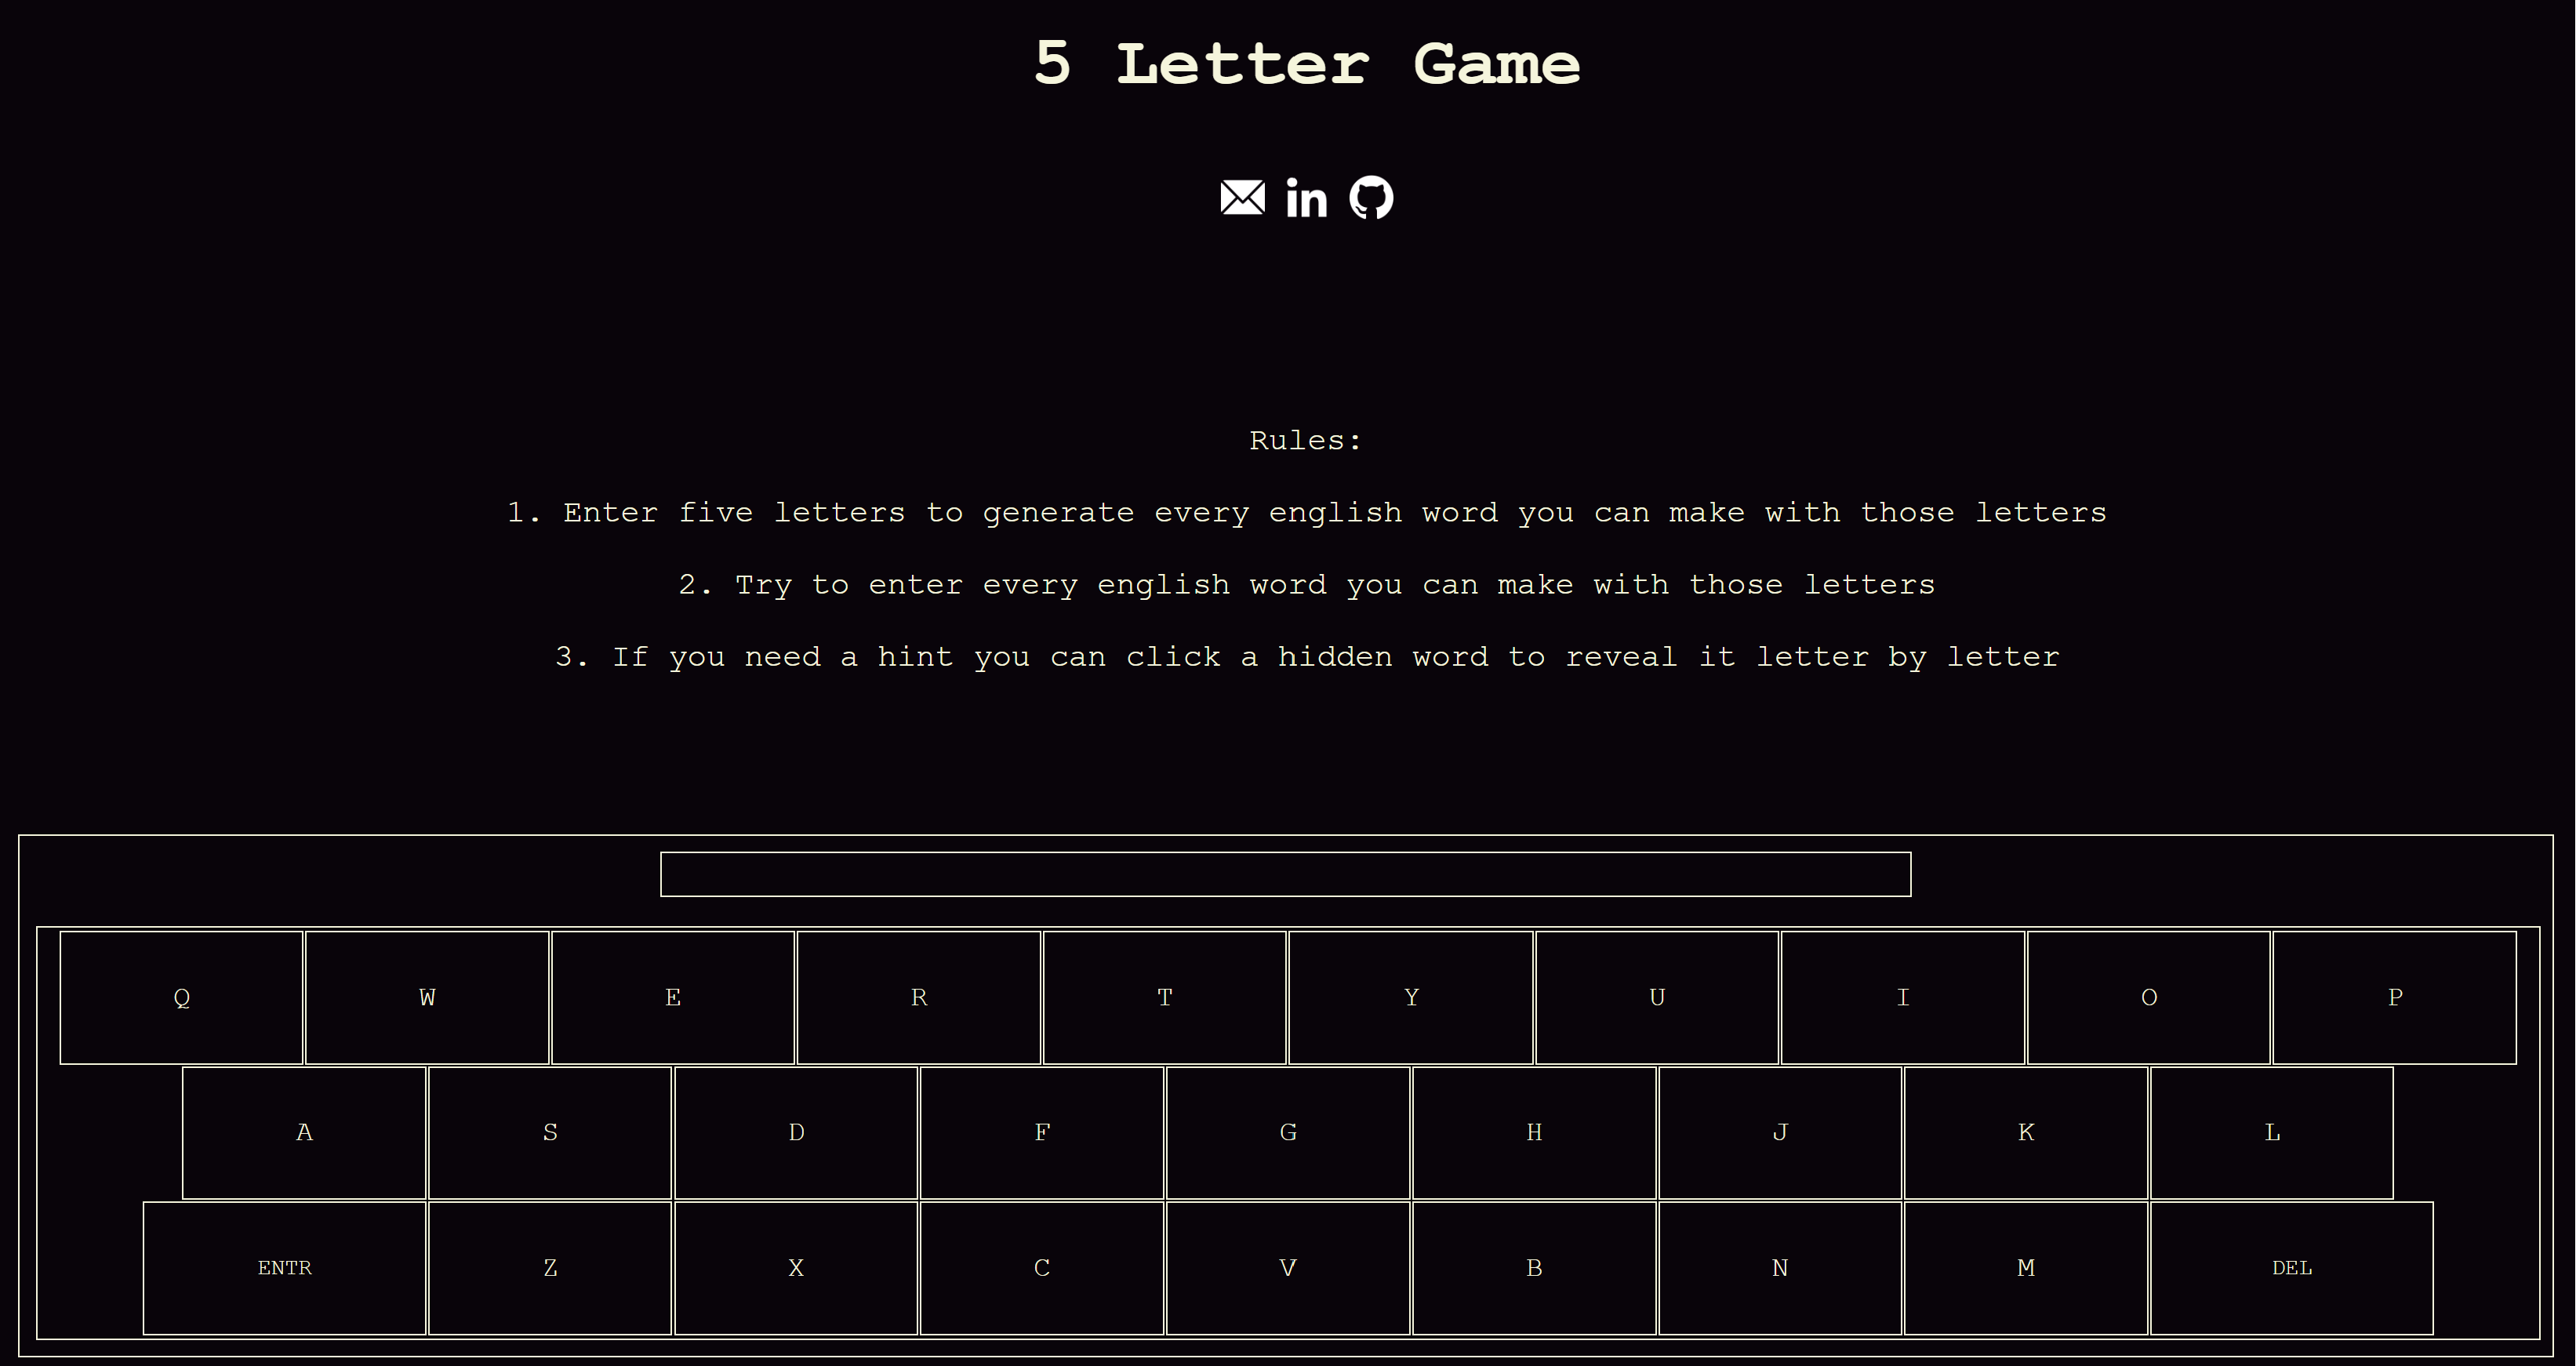 5 Letter Game
in
Rules:
1. Enter five letters to generate every english word you can make with those letters
2. Try to enter every english word you can make with those letters
3. If you need a hint you can click a hidden word to reveal it letter by letter
Q W E R T Y U I O P
A S D F G H J K L
ENTR Z X C V B N M DEL